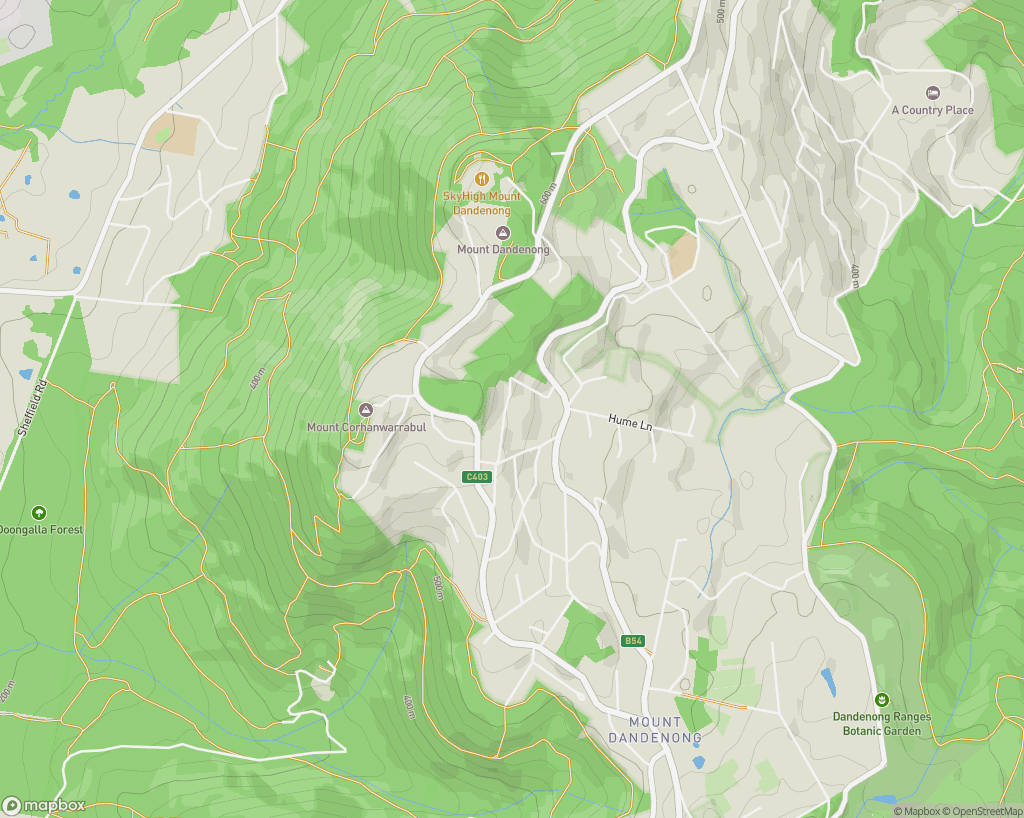 500 m
A Country Place
SkyHigh Mount
Dandenong
600 m
Mount Dandenong
400 m
400 m
Sheffield Rd
Mount Corhanwarrabul
Hume Ln
C403
Doongalla Forest
500 m
B54
200 m
400 m
Dandenong Ranges
Botanic Garden
MOUNT
DANDENONG
mapbox
© Mapbox © OpenStreetMap